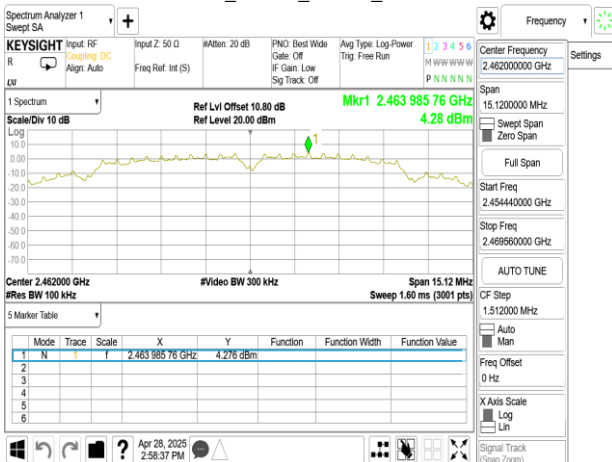 Spectrum Analyzer 1
Swept SA
Frequency
KEYSIGHT
R
Input: RF
Coupling: DC
Align: Auto
Input Z: 50 Ω
Freq Ref: Int (S)
#Atten: 20 dB
PNO: Best Wide
Gate: Off
IF Gain: Low
Sig Track: Off
Avg Type: Log-Power
Trig: Free Run
1 2 3 4 5 6
M W W W W W
P N N N N N
1 Spectrum
Scale/Div 10 dB
Ref Lvl Offset 10.80 dB
Ref Level 20.00 dBm
Mkr1 2.463 985 76 GHz
4.28 dBm
Log
10.0
0.00
-10.0
-20.0
-30.0
-40.0
-50.0
-60.0
-70.0
1
Center 2.462000 GHz
#Res BW 100 kHz
#Video BW 300 kHz
Span 15.12 MHz
Sweep 1.60 ms (3001 pts)
5 Marker Table
Mode Trace Scale X Y Function Function Width Function Value
1 N 1 f 2.463 985 76 GHz 4.276 dBm
2
3
4
5
6
Apr 28, 2025
2:58:37 PM
Center Frequency
2.462000000 GHz
Span
15.1200000 MHz
Swept Span
Zero Span
Full Span
Start Freq
2.454440000 GHz
Stop Freq
2.469560000 GHz
AUTO TUNE
CF Step
1.512000 MHz
Auto
Man
Freq Offset
0 Hz
X Axis Scale
Log
Lin
Signal Track
(Span Zoom)
Settings